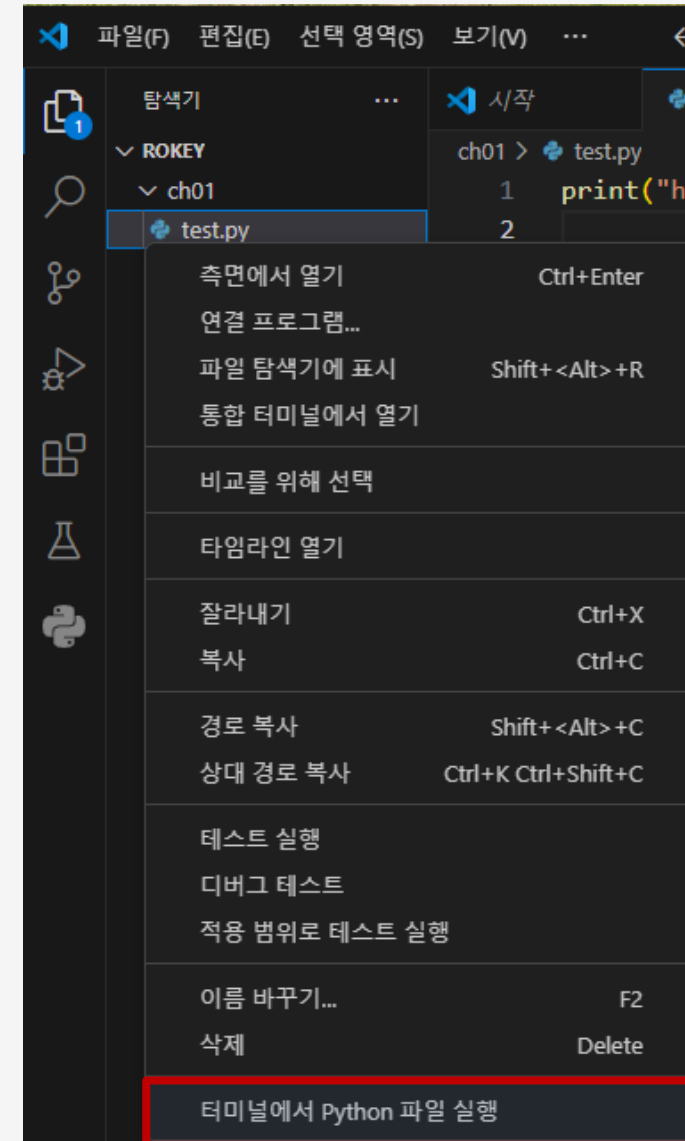 파일(F) 편집(E) 선택 영역(S) 보기(V) ···
탐색기 ··· 시작
1
ROKEY
ch01 > test.py
ch01
1 print("h
test.py
2
측면에서 열기 Ctrl+Enter
연결 프로그램...
파일 탐색기에 표시 Shift+<Alt>+R
통합 터미널에서 열기
비교를 위해 선택
타임라인 열기
잘라내기 Ctrl+X
복사 Ctrl+C
경로 복사 Shift+<Alt>+C
상대 경로 복사 Ctrl+K Ctrl+Shift+C
테스트 실행
디버그 테스트
적용 범위로 테스트 실행
이름 바꾸기... F2
삭제 Delete
터미널에서 Python 파일 실행